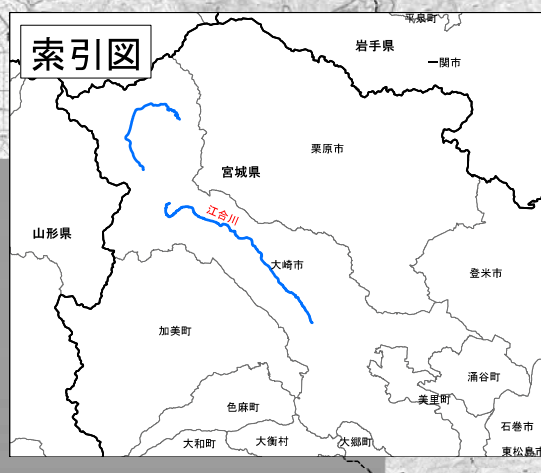 平泉町
索引図
岩手県
一関市
栗原市
宮城県
江合川
山形県
大崎市
登米市
加美町
涌谷町
美里町
色麻町
石巻市
大和町
大衡村
大郷町
東松島市